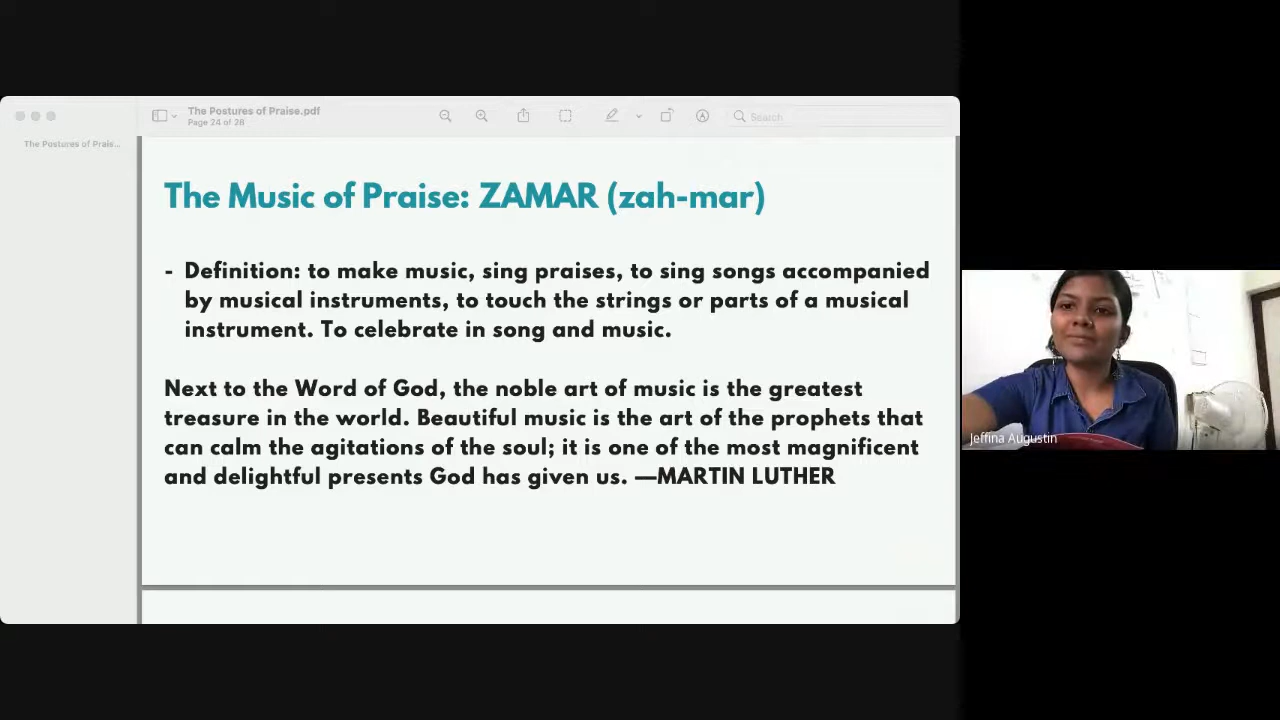 The Postures of Praise.pdf
Page 24 of 28
Search
The Postures of Prais...
The Music of Praise: ZAMAR (zah-mar)
- Definition: to make music, sing praises, to sing songs accompanied
by musical instruments, to touch the strings or parts of a musical
instrument. To celebrate in song and music.
Next to the Word of God, the noble art of music is the greatest
treasure in the world. Beautiful music is the art of the prophets that
can calm the agitations of the soul; it is one of the most magnificent
and delightful presents God has given us. —MARTIN LUTHER
Jeffina Augustin